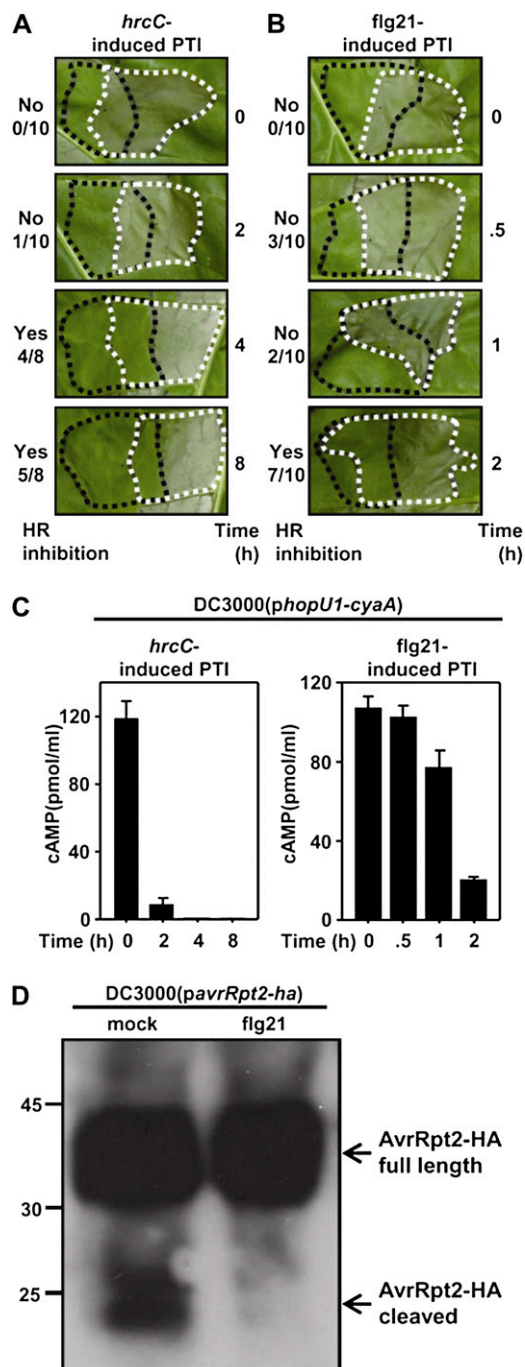 A
hrcC-
induced PTI
No
0/10
0
No
1/10
2
Yes
4/8
4
Yes
5/8
8
HR
inhibition
Time
(h)
B
flg21-
induced PTI
No
0/10
0
No
3/10
.5
No
2/10
1
Yes
7/10
2
HR
inhibition
Time
(h)
C
DC3000(phopU1-cyaA)
hrcC-
induced PTI
cAMP(pmol/ml)
120
80
40
0
Time (h) 0 2 4 8
flg21-
induced PTI
cAMP(pmol/ml)
120
80
40
0
Time (h) 0 .5 1 2
D
DC3000(pavrRpt2-ha)
mock flg21
45
30
25
AvrRpt2-HA
full length
AvrRpt2-HA
cleaved